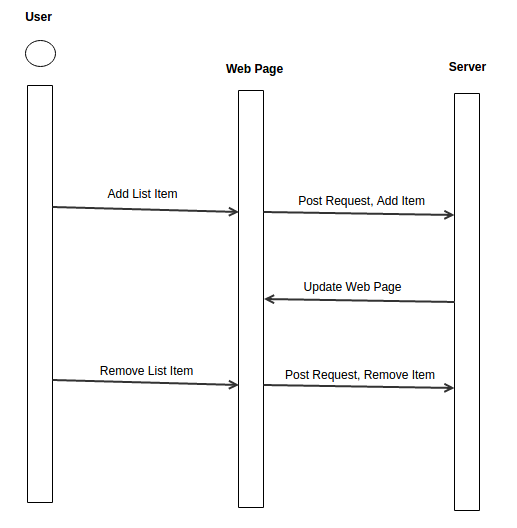 User
Web Page
Server
Add List Item
Post Request, Add Item
Update Web Page
Remove List Item
Post Request, Remove Item